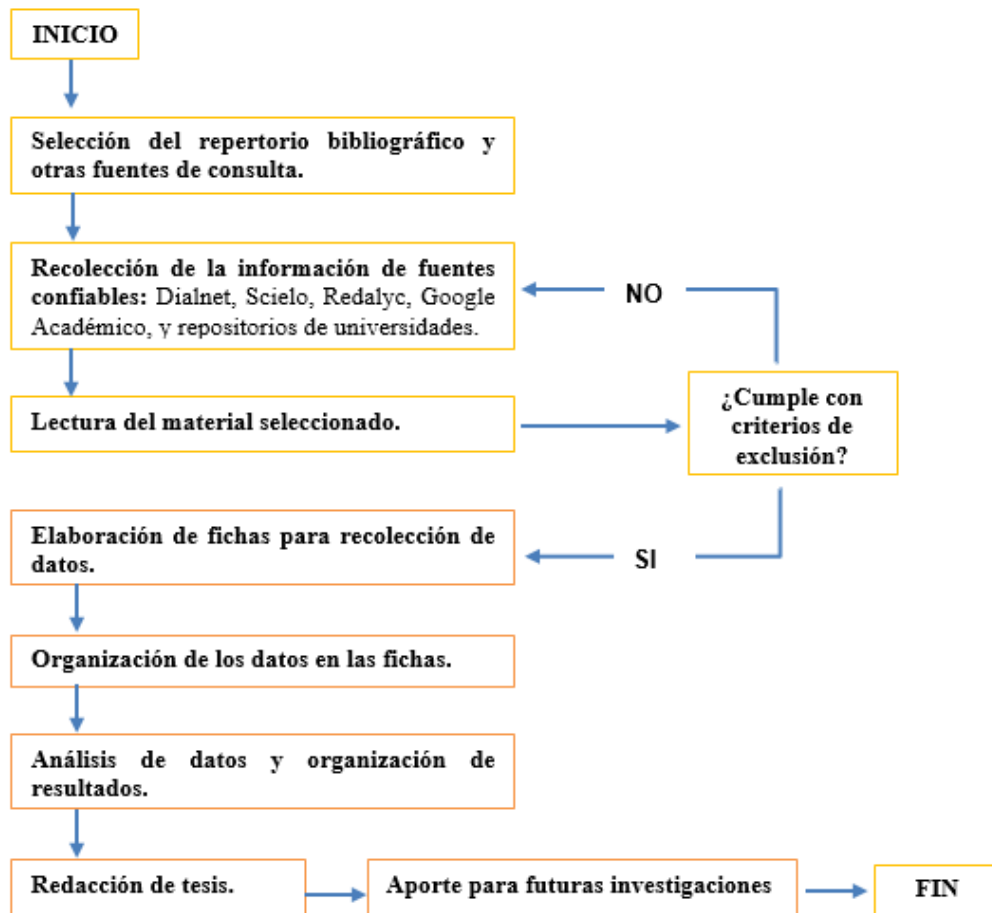 INICIO
Selección del repertorio bibliográfico y
otras fuentes de consulta.
Recolección de la información de fuentes
confiables: Dialnet, Scielo, Redalyc, Google
Académico, y repositorios de universidades.
NO
Lectura del material seleccionado.
¿Cumple con
criterios de
exclusión?
Elaboración de fichas para recolección de
datos.
SI
Organización de los datos en las fichas.
Análisis de datos y organización de
resultados.
Redacción de tesis.
Aporte para futuras investigaciones
FIN